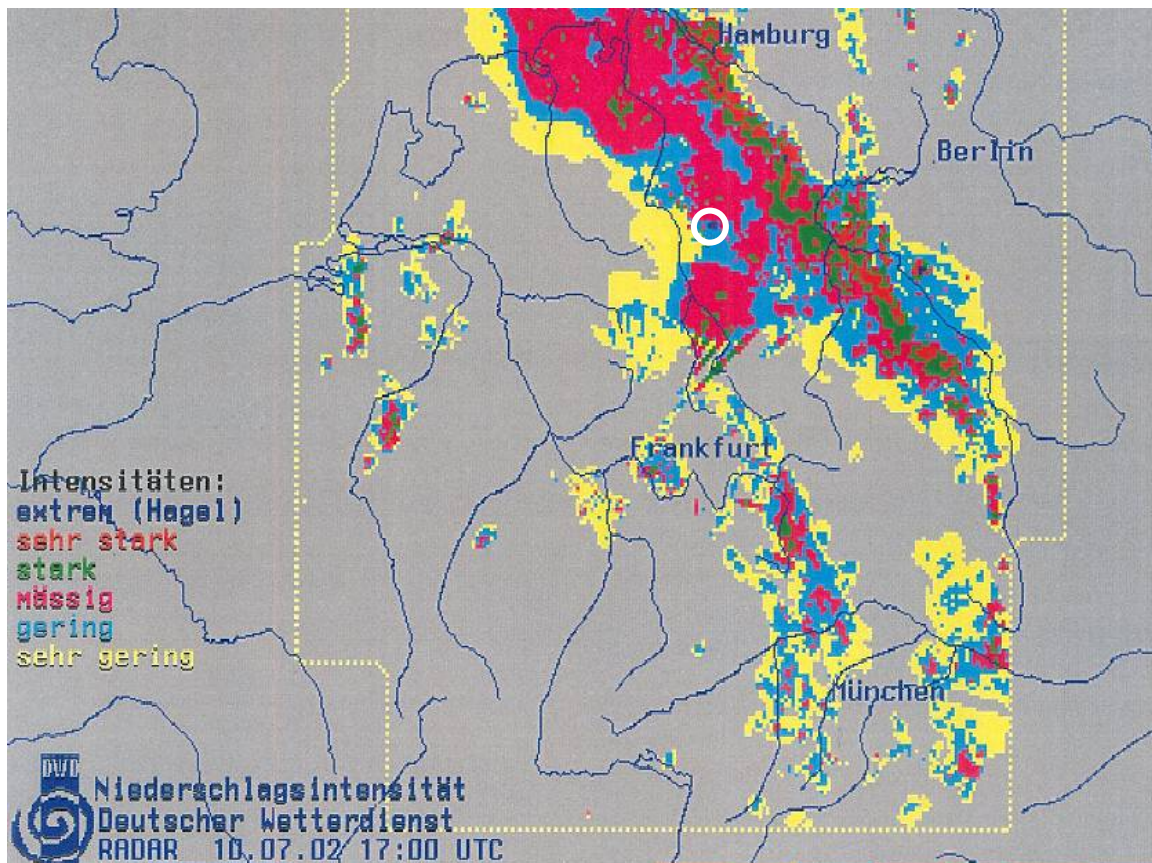 Hamburg
Berlin
Frankfurt
Intensitäten:
extrem (Hagel)
sehr stark
stark
mässig
gering
sehr gering
München
DWD
Niederschlagsintensität
Deutscher Wetterdienst
RADAR 10.07.02 17:00 UTC